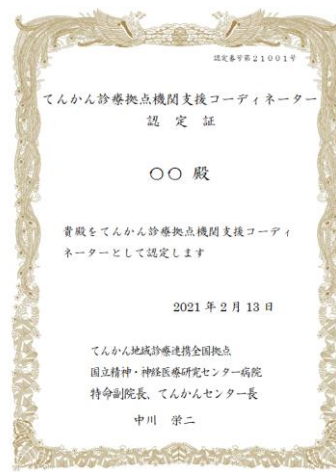 認定番号第21001号
てんかん診療拠点機関支援コーディネーター
認 定 証
〇〇 殿
貴殿をてんかん診療拠点機関支援コーディ
ネーターとして認定します
2021 年 2 月 13 日
てんかん地域診療連携全国拠点
国立精神・神経医療研究センター病院
特命副院長、てんかんセンター長
中川 栄二